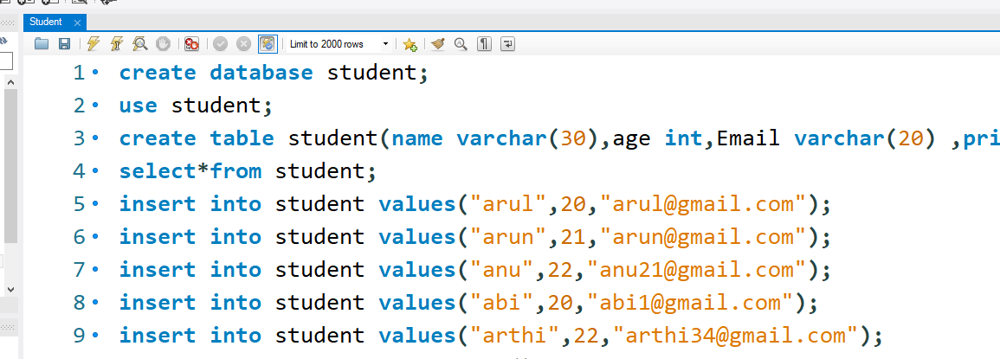 Student
Limit to 2000 rows
1 create database student;
2 use student;
3 create table student(name varchar(30),age int,Email varchar(20) ,pri
4 select*from student;
5 insert into student values("arul",20,"arul@gmail.com");
6 insert into student values("arun",21,"arun@gmail.com");
7 insert into student values("anu",22,"anu21@gmail.com");
8 insert into student values("abi",20,"abi1@gmail.com");
9 insert into student values("arthi",22,"arthi34@gmail.com");